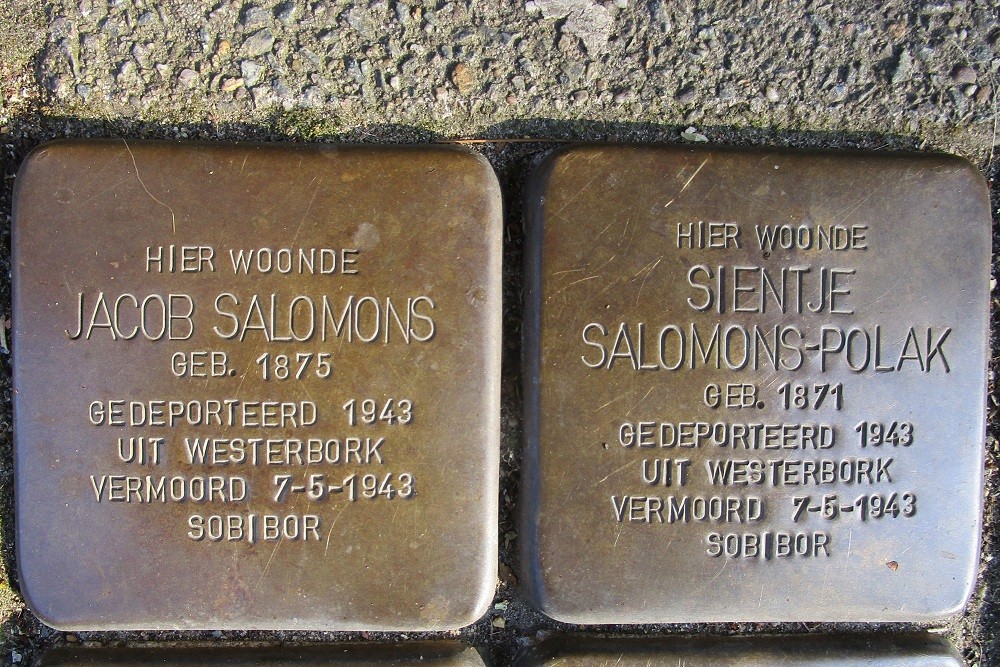 HIER WOONDE
JACOB SALOMONS
GEB. 1875
GEDEPORTEERD 1943
UIT WESTERBORK
VERMOORD 7-5-1943
SOBIBOR
HIER WOONDE
SIENTJE
SALOMONS-POLAK
GEB. 1871
GEDEPORTEERD 1943
UIT WESTERBORK
VERMOORD 7-5-1943
SOBIBOR